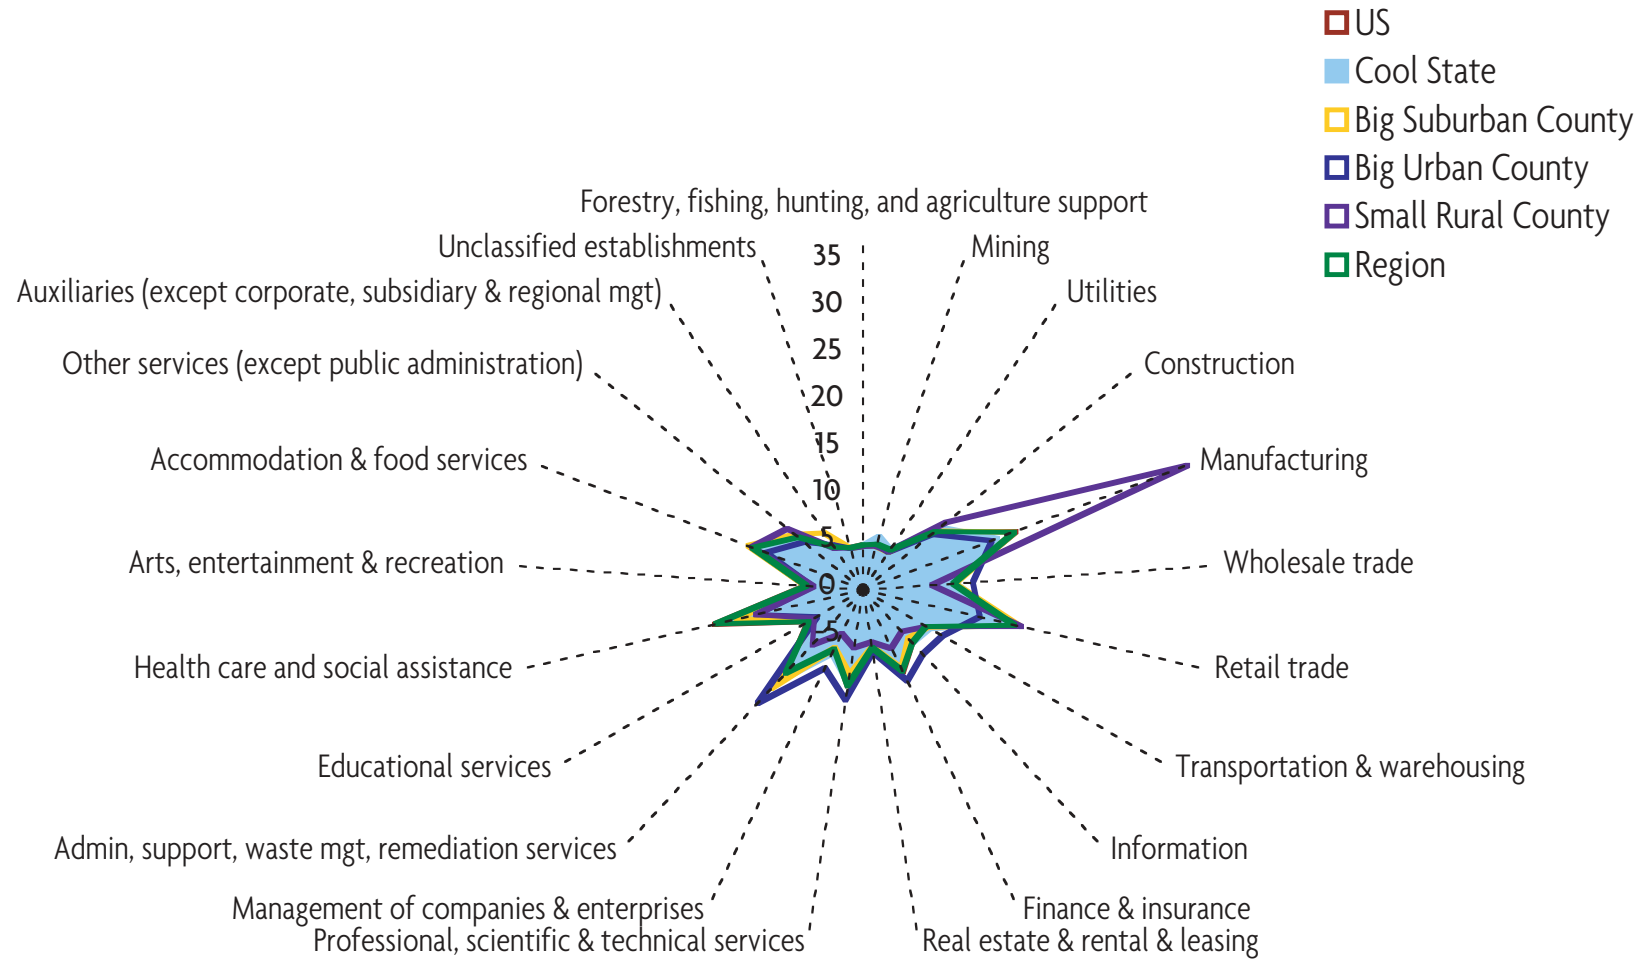 US
Cool State
Big Suburban County
Big Urban County
Small Rural County
Region
Forestry, fishing, hunting, and agriculture support
Unclassified establishments
Mining
Auxiliaries (except corporate, subsidiary & regional mgt)
Utilities
Other services (except public administration)
Construction
Accommodation & food services
Manufacturing
Arts, entertainment & recreation
Wholesale trade
Health care and social assistance
Retail trade
Educational services
Transportation & warehousing
Admin, support, waste mgt, remediation services
Information
Management of companies & enterprises
Finance & insurance
Professional, scientific & technical services
Real estate & rental & leasing
35
30
25
20
15
10
5
0
-5